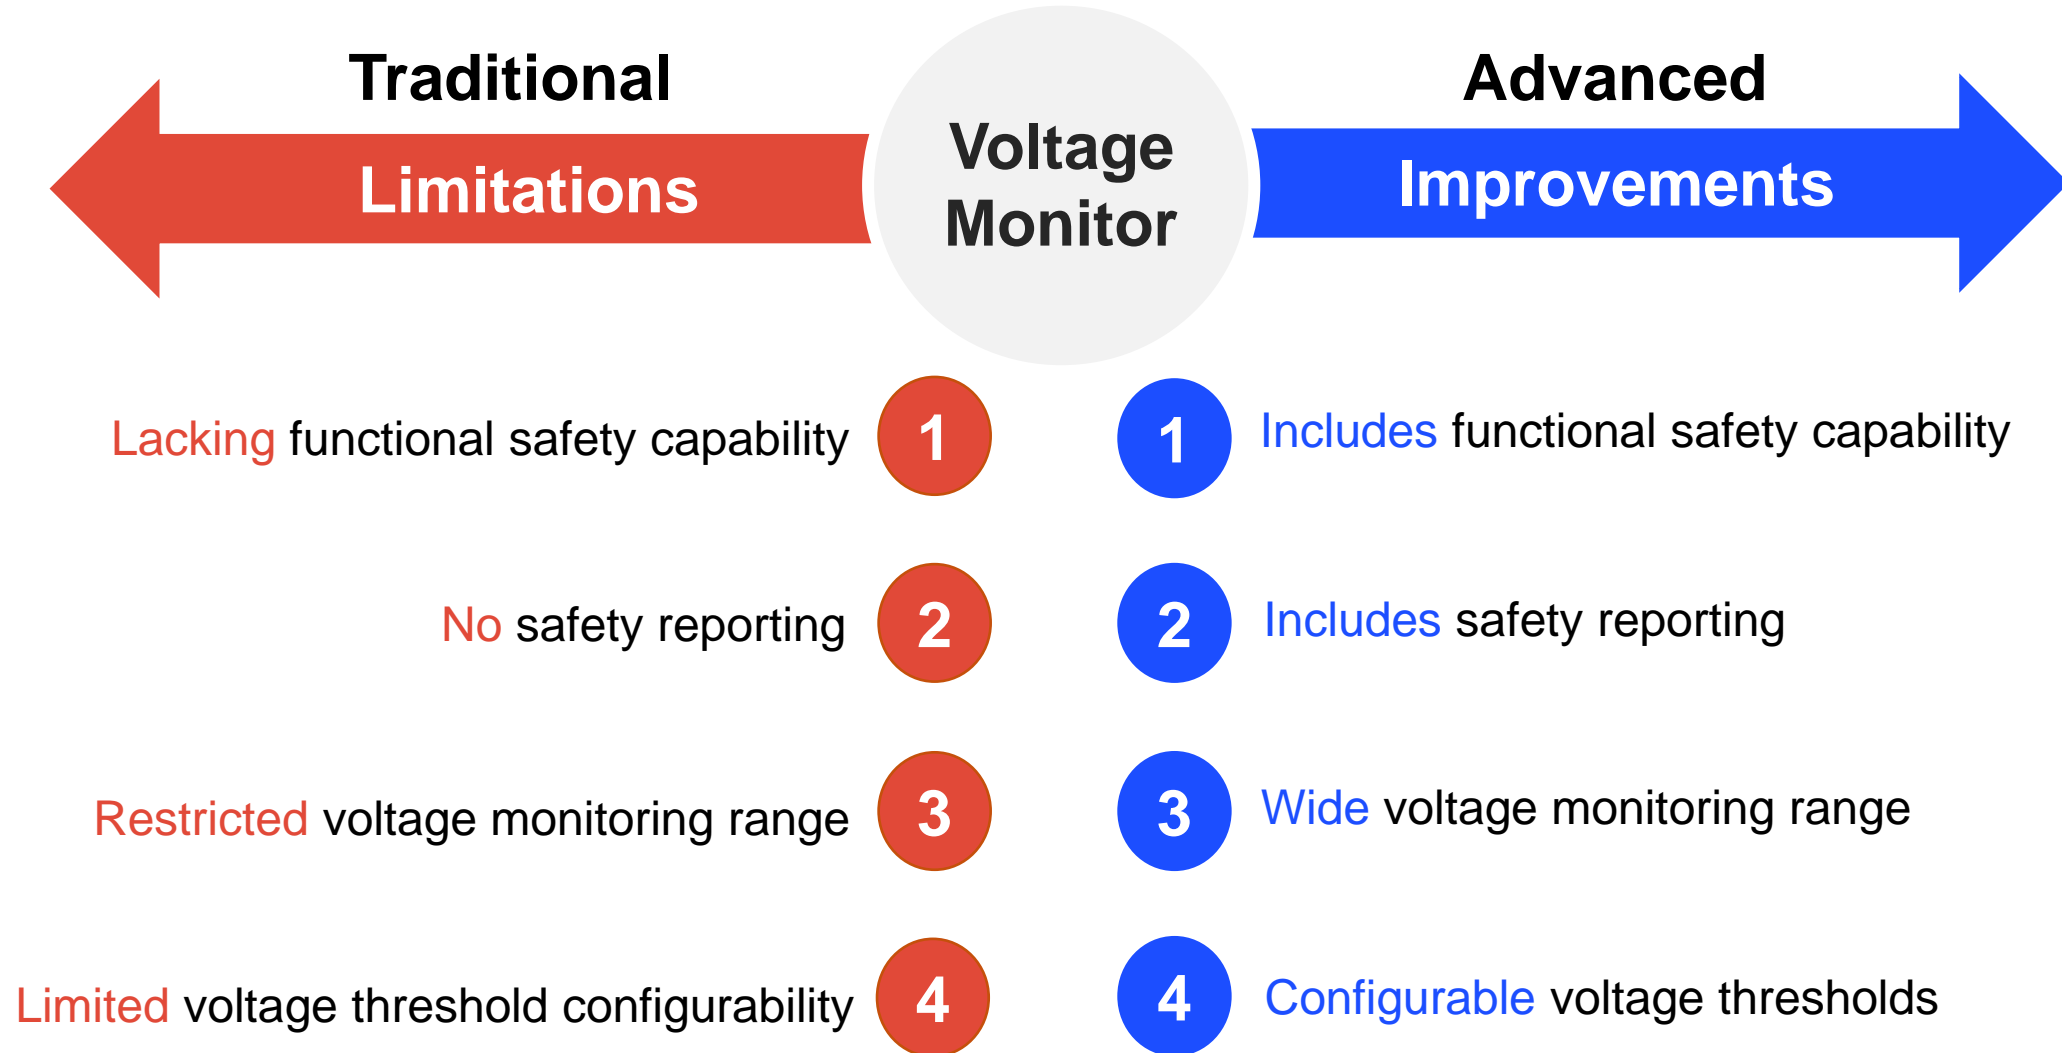 Traditional
Limitations
Voltage
Monitor
Advanced
Improvements
Lacking functional safety capability
1
1
Includes functional safety capability
No safety reporting
2
2
Includes safety reporting
Restricted voltage monitoring range
3
3
Wide voltage monitoring range
Limited voltage threshold configurability
4
4
Configurable voltage thresholds